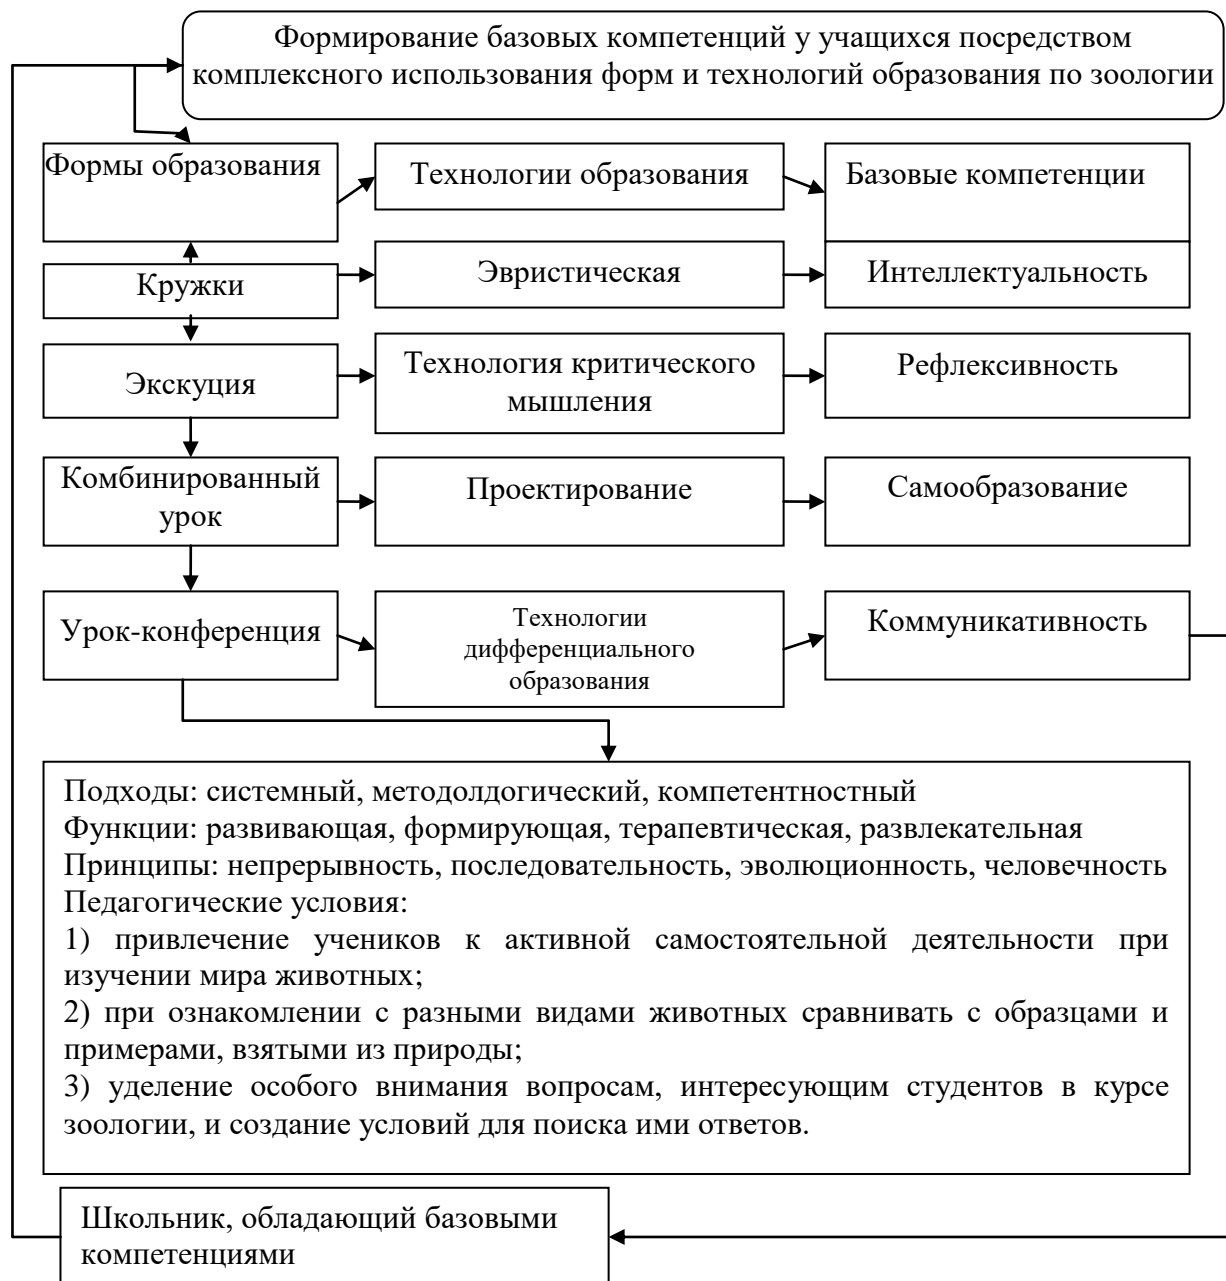 Формирование базовых компетенций у учащихся посредством
комплексного использования форм и технологий образования по зоологии
Формы образования
Технологии образования
Базовые компетенции
Кружки
Эвристическая
Интеллектуальность
Экскуция
Технология критического
мышления
Рефлексивность
Комбинированный
урок
Проектирование
Самообразование
Урок-конференция
Технологии
дифференциального
образования
Коммуникативность
Подходы: системный, методолдогический, компетентностный
Функции: развивающая, формирующая, терапевтическая, развлекательная
Принципы: непрерывность, последовательность, эволюционность, человечность
Педагогические условия:
1) привлечение учеников к активной самостоятельной деятельности при
изучении мира животных;
2) при ознакомлении с разными видами животных сравнивать с образцами и
примерами, взятыми из природы;
3) уделение особого внимания вопросам, интересующим студентов в курсе
зоологии, и создание условий для поиска ими ответов.
Школьник, обладающий базовыми
компетенциями